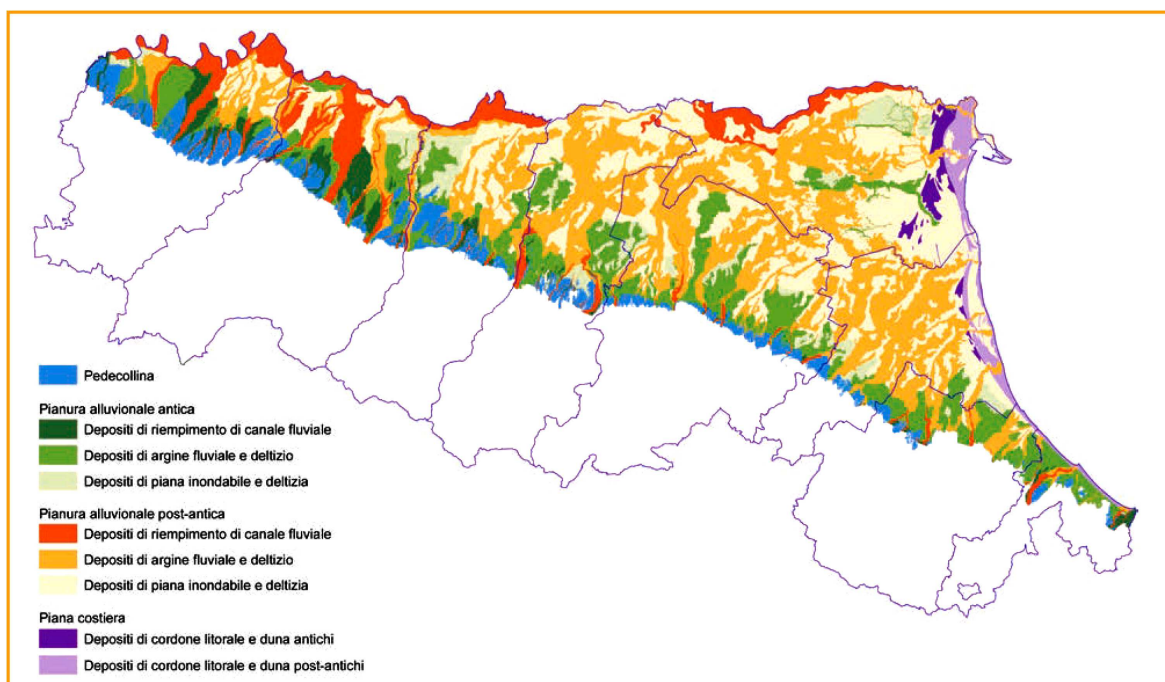 Pedecollina
Pianura alluvionale antica
Depositi di riempimento di canale fluviale
Depositi di argine fluviale e deltizio
Depositi di piana inondabile e deltizia
Pianura alluvionale post-antica
Depositi di riempimento di canale fluviale
Depositi di argine fluviale e deltizio
Depositi di piana inondabile e deltizia
Piana costiera
Depositi di cordone litorale e duna antichi
Depositi di cordone litorale e duna post-antichi